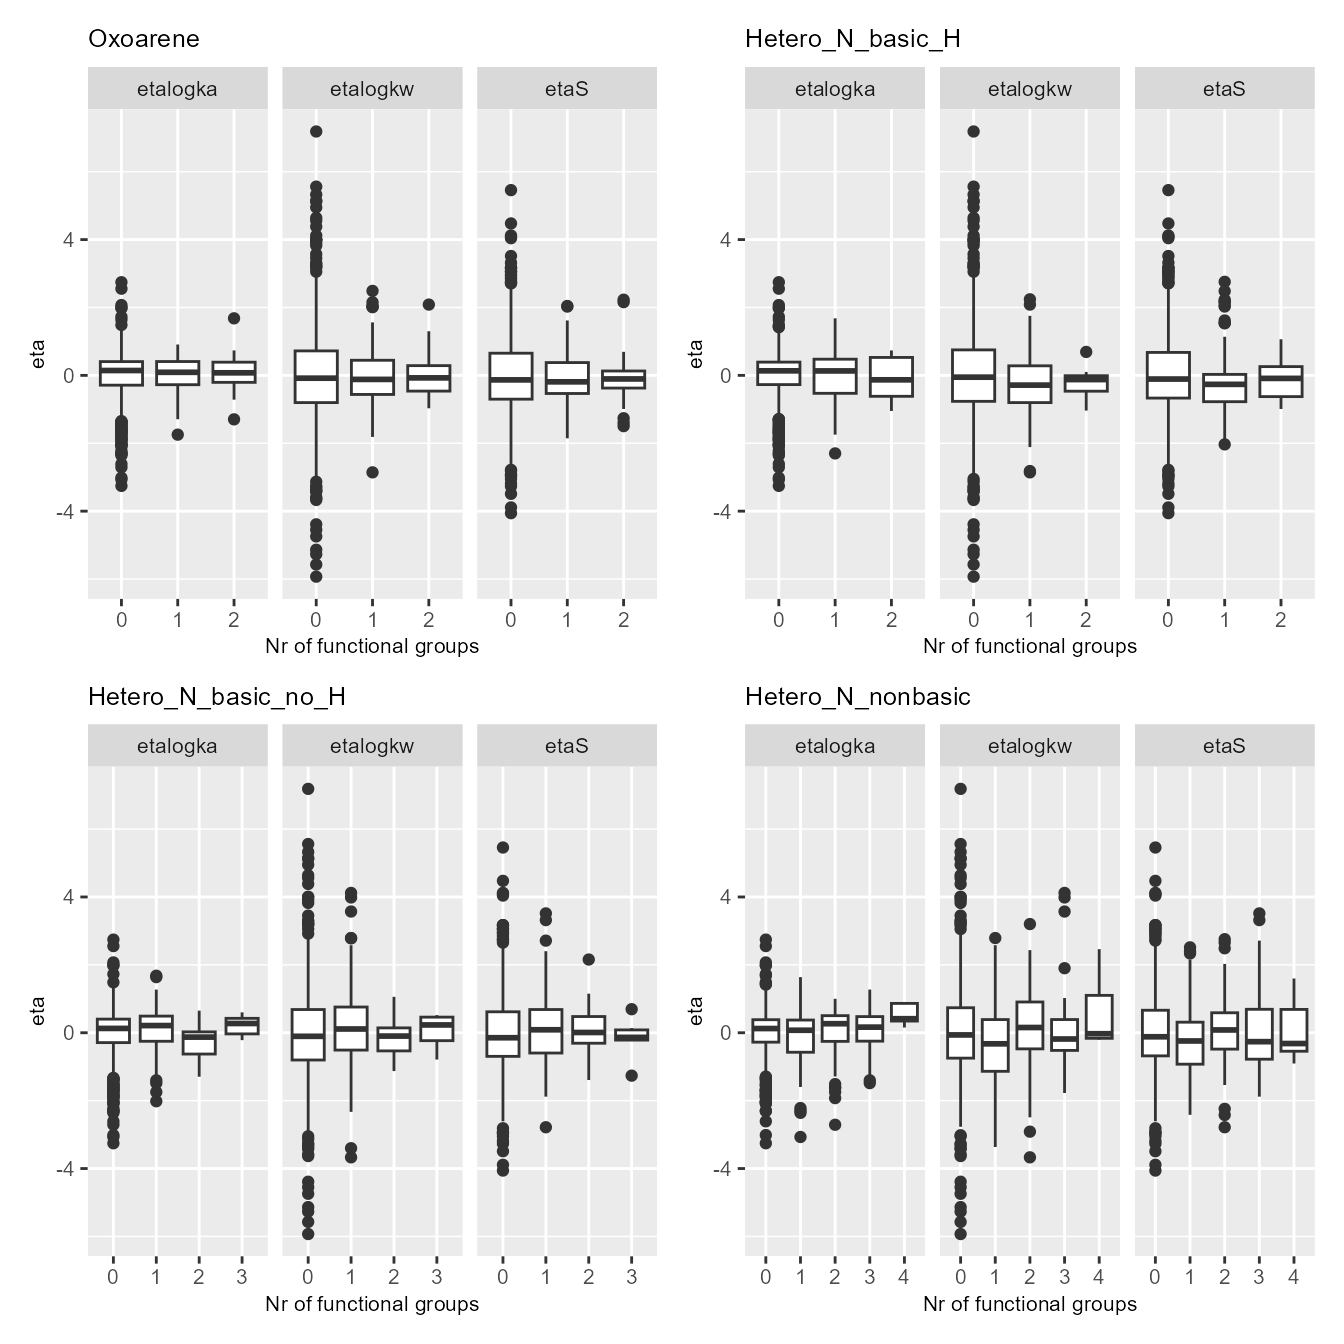 Oxoarene
etalogka etalogkw etaS
4
0
-4
eta
0 1 2 0 1 2 0 1 2
Nr of functional groups
Hetero_N_basic_H
etalogka etalogkw etaS
4
0
-4
eta
0 1 2 0 1 2 0 1 2
Nr of functional groups
Hetero_N_basic_no_H
etalogka etalogkw etaS
4
0
-4
eta
0 1 2 3 0 1 2 3 0 1 2 3
Nr of functional groups
Hetero_N_nonbasic
etalogka etalogkw etaS
4
0
-4
eta
0 1 2 3 4 0 1 2 3 4 0 1 2 3 4
Nr of functional groups